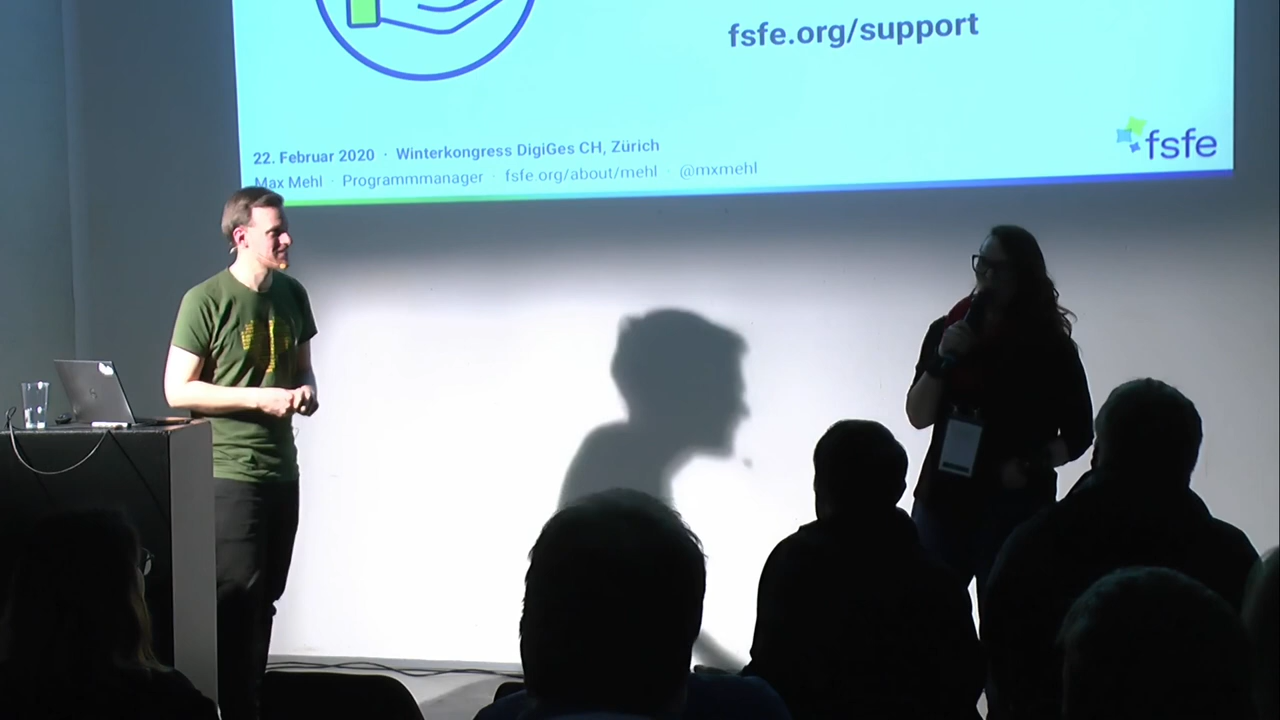 fsfe.org/support
22. Februar 2020 · Winterkongress DigiGes CH, Zürich
Max Mehl · Programmmanager · fsfe org/about/mehl · @mxmehl
fsfe